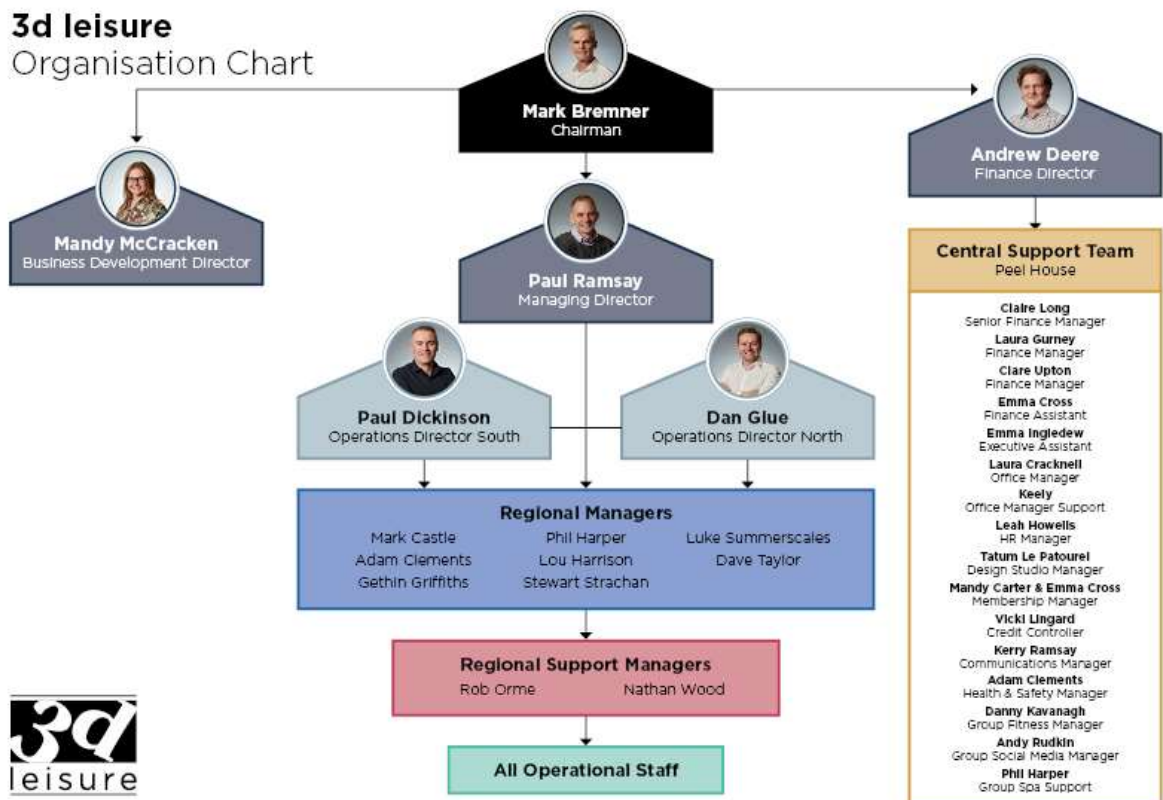 3d leisure
Organisation Chart
Mark Bremner
Chairman
Andrew Deere
Finance Director
Mandy McCracken
Business Development Director
Paul Ramsay
Managing Director
Central Support Team
Peel House
Paul Dickinson
Operations Director South
Dan Glue
Operations Director North
Regional Managers
Mark Castle
Phil Harper
Luke Summerscales
Adam Clements
Lou Harrison
Dave Taylor
Gethin Griffiths
Stewart Strachan
Regional Support Managers
Rob Orme
Nathan Wood
All Operational Staff
Claire Long
Senior Finance Manager
Laura Gurney
Finance Manager
Clare Upton
Finance Manager
Emma Cross
Finance Assistant
Emma Ingledew
Executive Assistant
Laura Cracknell
Office Manager
Keely
Office Manager Support
Leah Howells
HR Manager
Tatum Le Patourel
Design Studio Manager
Mandy Carter & Emma Cross
Membership Manager
Vicki Lingard
Credit Controller
Kerry Ramsay
Communications Manager
Adam Clements
Health & Safety Manager
Danny Kavanagh
Group Fitness Manager
Andy Rudkin
Group Social Media Manager
Phil Harper
Group Spa Support
3d
leisure